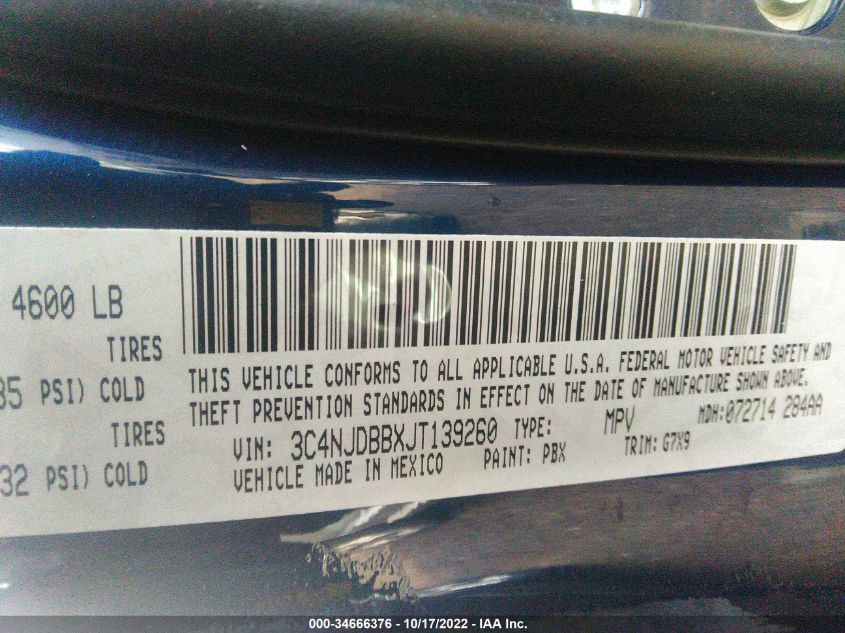 4600 LB
TIRES
35 PSI) COLD
TIRES
32 PSI) COLD
THIS VEHICLE CONFORMS TO ALL APPLICABLE U.S.A. FEDERAL MOTOR VEHICLE SAFETY AND
THEFT PREVENTION STANDARDS IN EFFECT ON THE DATE OF MANUFACTURE SHOWN ABOVE.
VIN: 3C4NJDBBXJT139260 TYPE: MPV MDH:072714 284AA
VEHICLE MADE IN MEXICO PAINT: PBX TRIM: G7X9
000-34666376 - 10/17/2022 - IAA Inc.